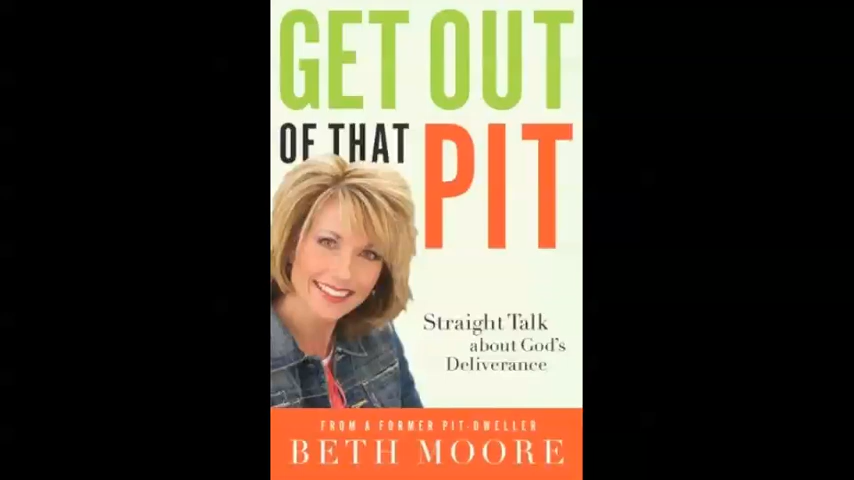 GET OUT
OF THAT PIT
Straight Talk
about God's
Deliverance
FROM A FORMER PIT-DWELLER
BETH MOORE